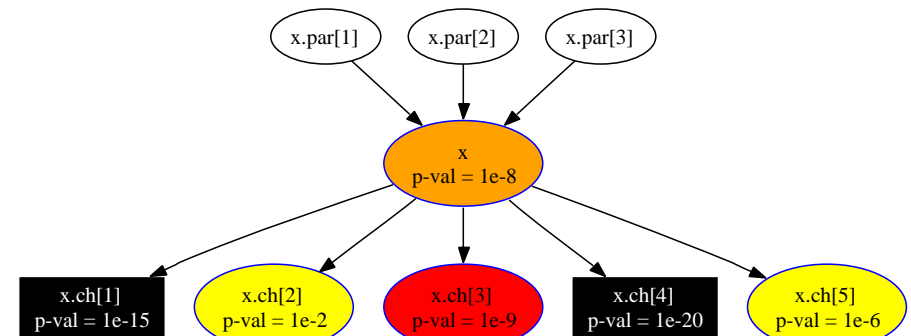 x.par[1]
x.par[2]
x.par[3]
x
p-val = 1e-8
x.ch[1]
p-val = 1e-15
x.ch[2]
p-val = 1e-2
x.ch[3]
p-val = 1e-9
x.ch[4]
p-val = 1e-20
x.ch[5]
p-val = 1e-6